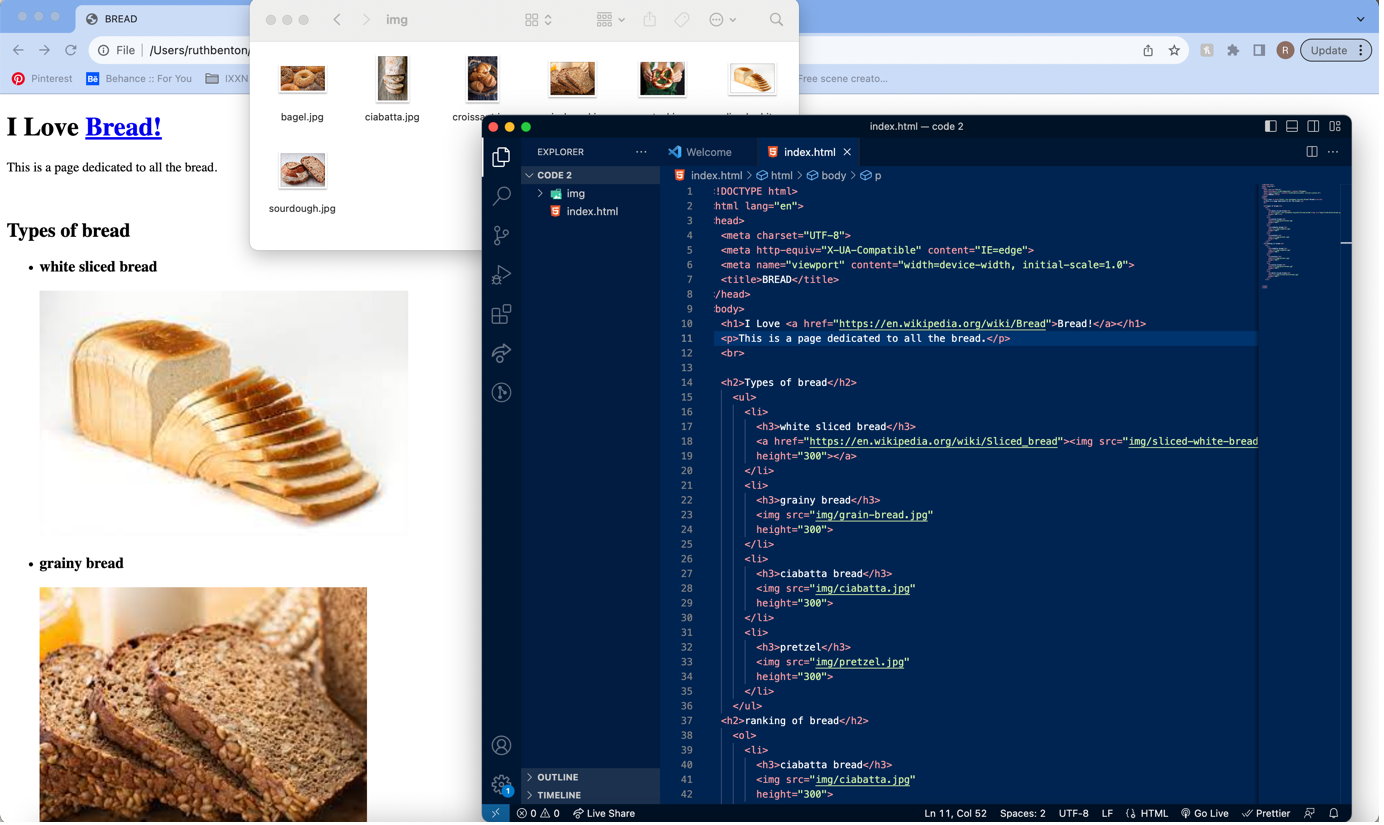 BREAD
File
/Users/ruthbenton/
R
Update
Pinterest
Behance :: For You
IXXN
Free scene creato...
img
bagel.jpg
ciabatta.jpg
sourdough.jpg
I Love Bread!
This is a page dedicated to all the bread.
Types of bread
white sliced bread
grainy bread
index.html — code 2
EXPLORER
Welcome
index.html
CODE 2
img
index.html
index.html > html > body > p
1 !DOCTYPE html>
2 html lang="en">
3 head>
4 <meta charset="UTF-8">
5 <meta http-equiv="X-UA-Compatible" content="IE=edge">
6 <meta name="viewport" content="width=device-width, initial-scale=1.0">
7 <title>BREAD</title>
8 /head>
9 body>
10 <h1>I Love <a href="https://en.wikipedia.org/wiki/Bread">Bread!</a></h1>
11 <p>This is a page dedicated to all the bread.</p>
12 <br>
13
14 <h2>Types of bread</h2>
15 <ul>
16 <li>
17 <h3>white sliced bread</h3>
18 <a href="https://en.wikipedia.org/wiki/Sliced_bread"><img src="img/sliced-white-bread
19 height="300"></a>
20 </li>
21 <li>
22 <h3>grainy bread</h3>
23 <img src="img/grain-bread.jpg"
24 height="300">
25 </li>
26 <li>
27 <h3>ciabatta bread</h3>
28 <img src="img/ciabatta.jpg"
29 height="300">
30 </li>
31 <li>
32 <h3>pretzel</h3>
33 <img src="img/pretzel.jpg"
34 height="300">
35 </li>
36 </ul>
37 <h2>ranking of bread</h2>
38 <ol>
39 <li>
40 <h3>ciabatta bread</h3>
41 <img src="img/ciabatta.jpg"
42 height="300">
OUTLINE
TIMELINE
1
0 0 Live Share
Ln 11, Col 52 Spaces: 2 UTF-8 LF HTML Go Live Prettier